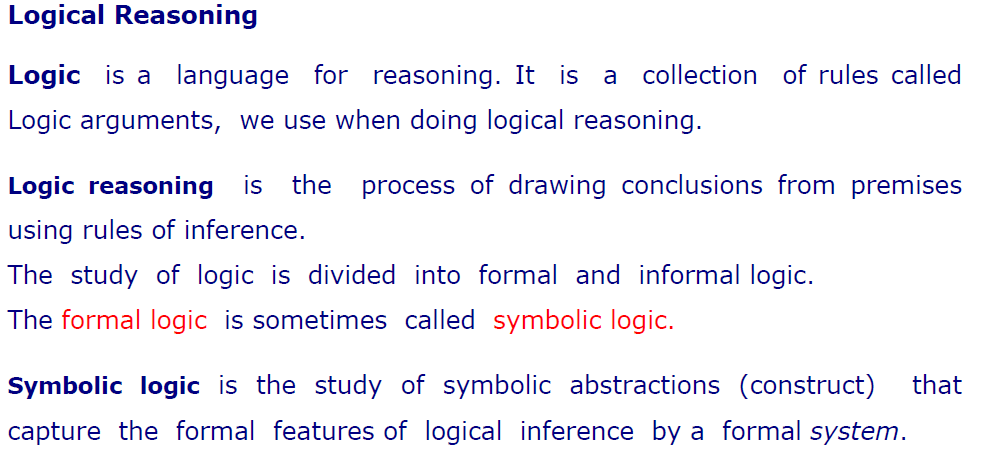 Logical Reasoning
Logic is a language for reasoning. It is a collection of rules called
Logic arguments, we use when doing logical reasoning.
Logic reasoning is the process of drawing conclusions from premises
using rules of inference.
The study of logic is divided into formal and informal logic.
The formal logic is sometimes called symbolic logic.
Symbolic logic is the study of symbolic abstractions (construct) that
capture the formal features of logical inference by a formal system.